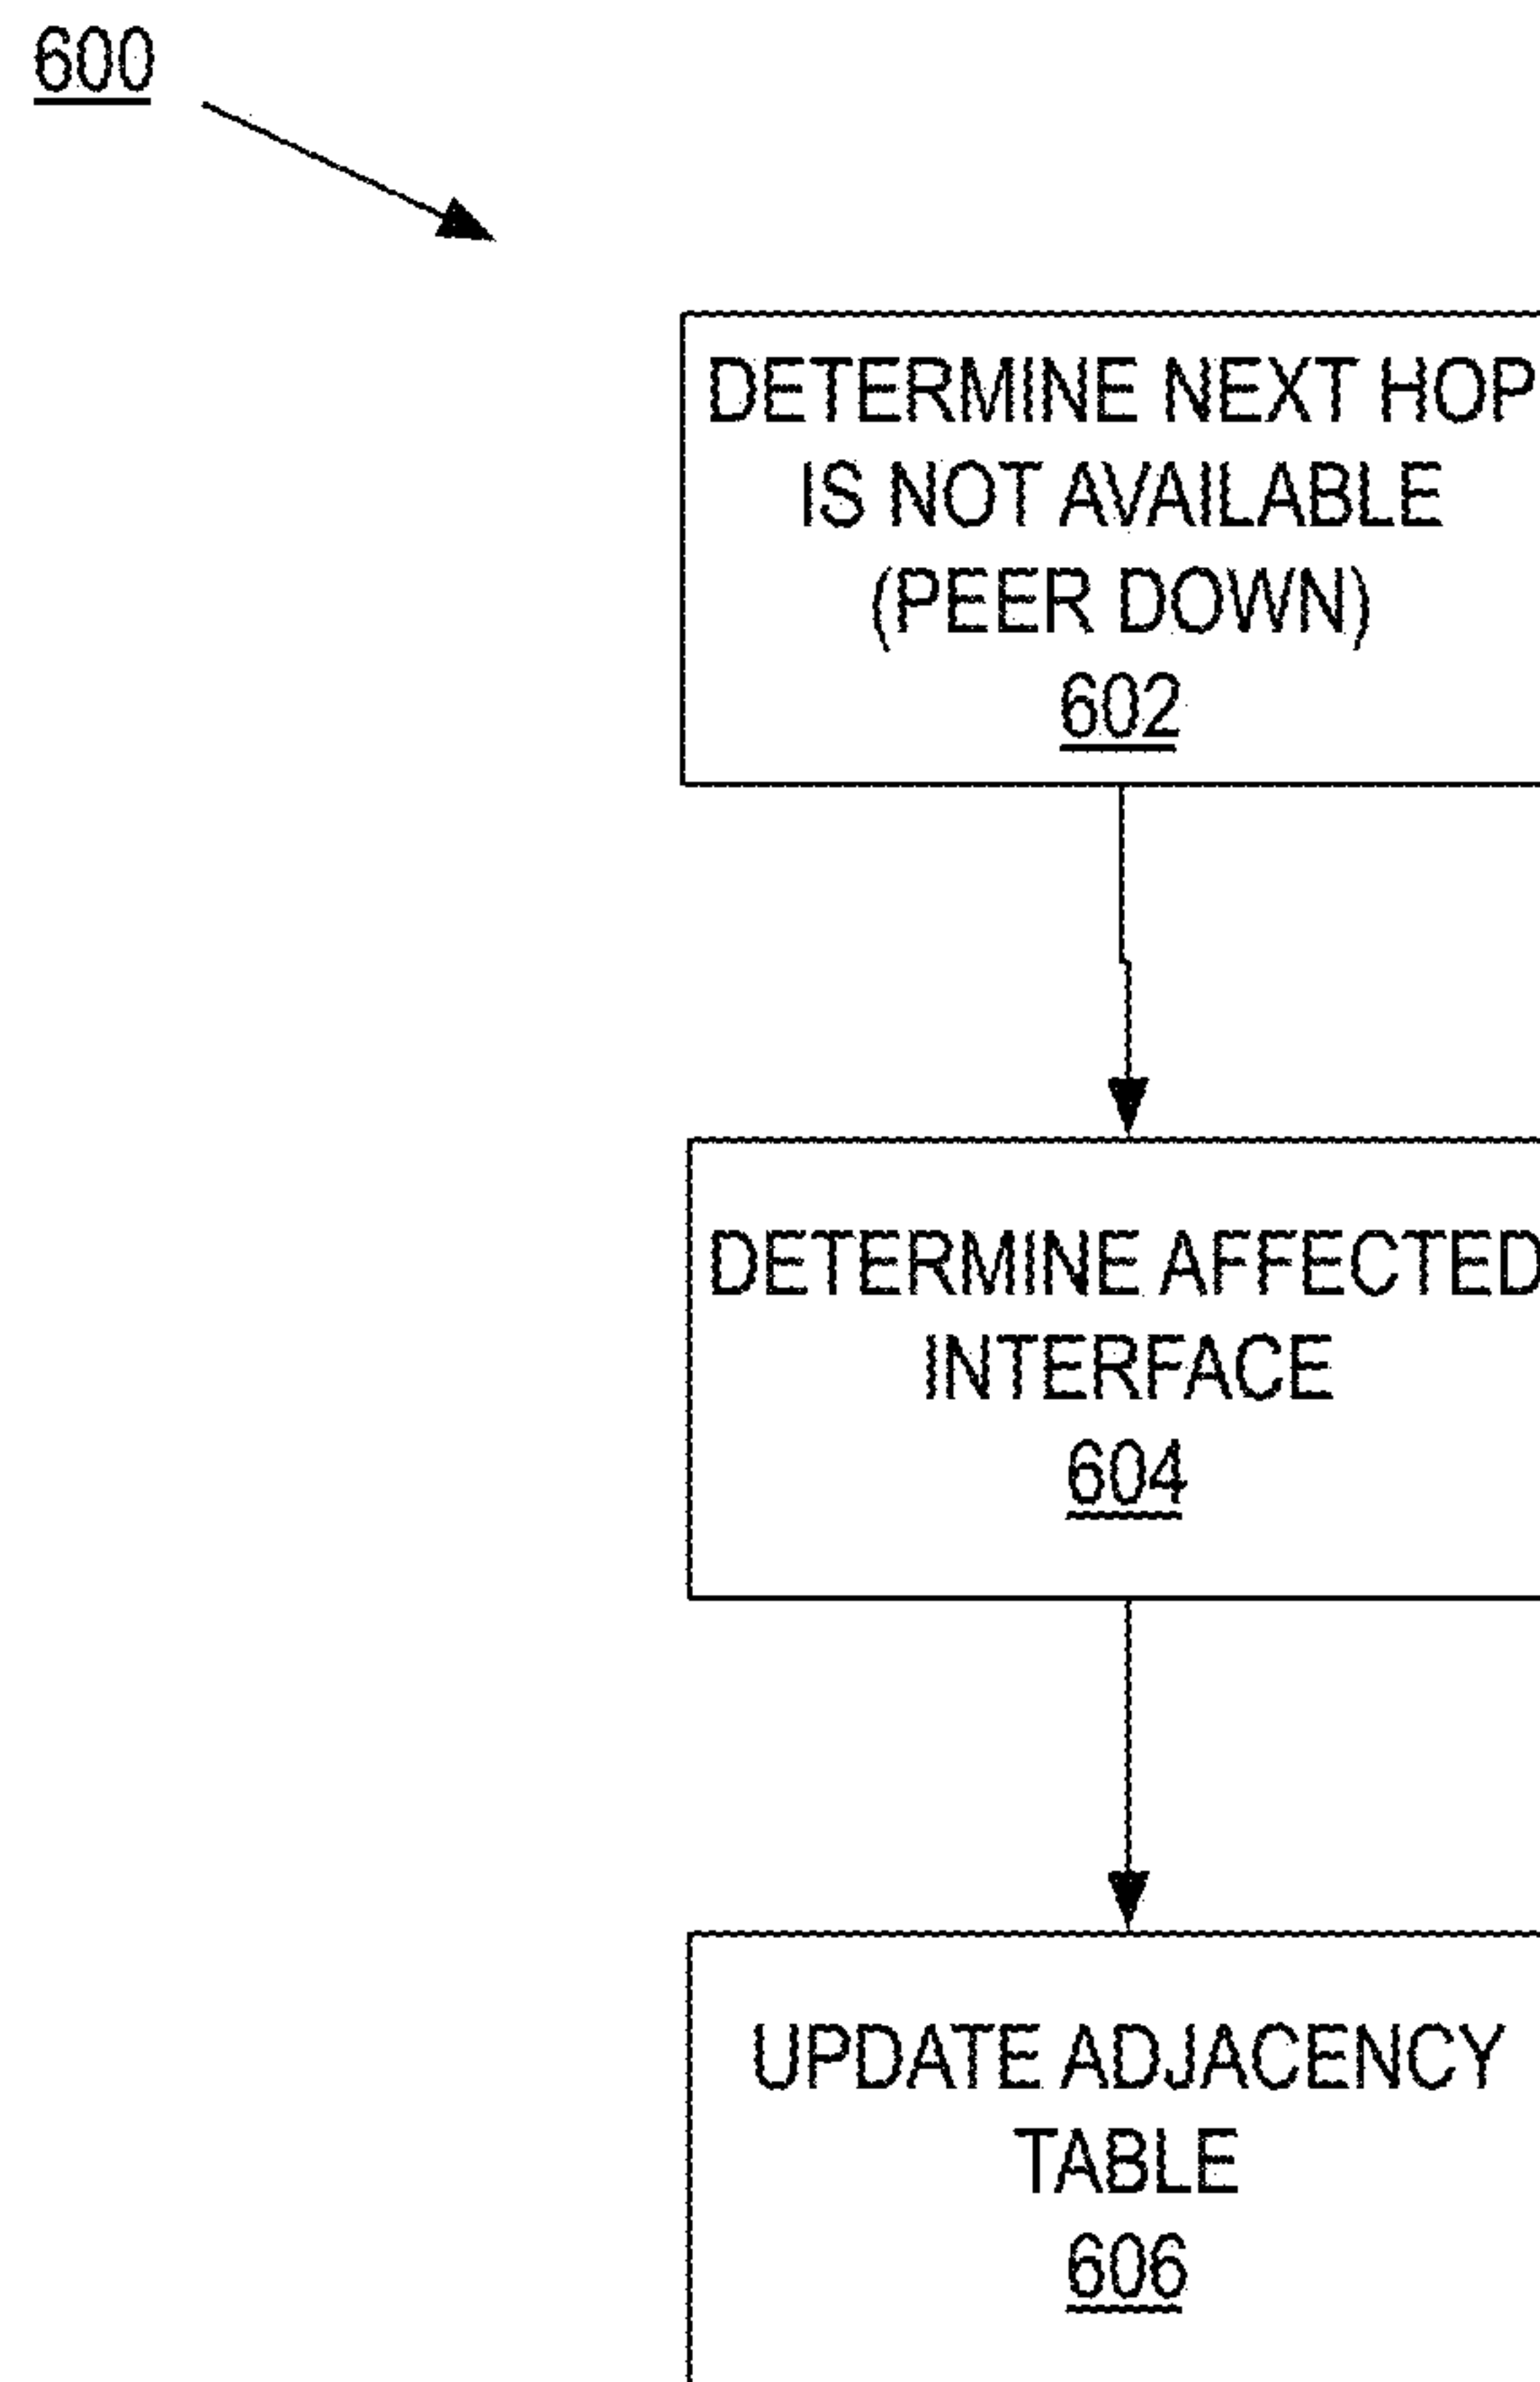 600
DETERMINE NEXT HOP
IS NOT AVAILABLE
(PEER DOWN)
602
DETERMINE AFFECTED
INTERFACE
604
UPDATE ADJACENCY
TABLE
606